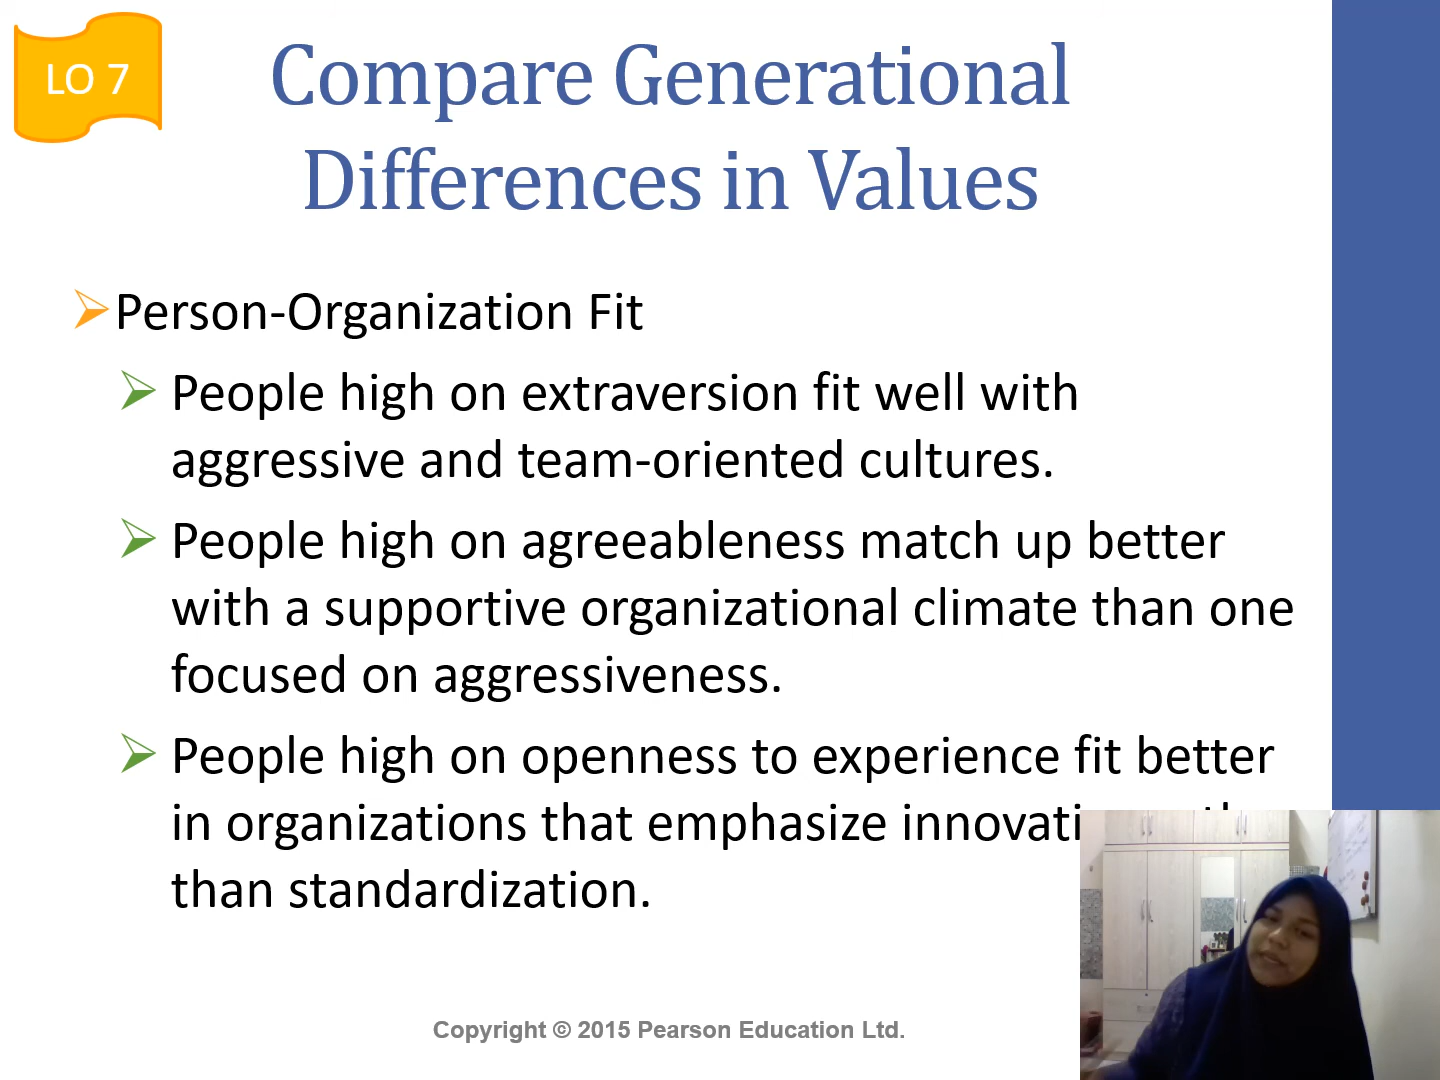 LO 7
Compare Generational
Differences in Values
Person-Organization Fit
People high on extraversion fit well with
aggressive and team-oriented cultures.
People high on agreeableness match up better
with a supportive organizational climate than one
focused on aggressiveness.
People high on openness to experience fit better
in organizations that emphasize
than standardization.
Copyright © 2015 Pearson Education Ltd.